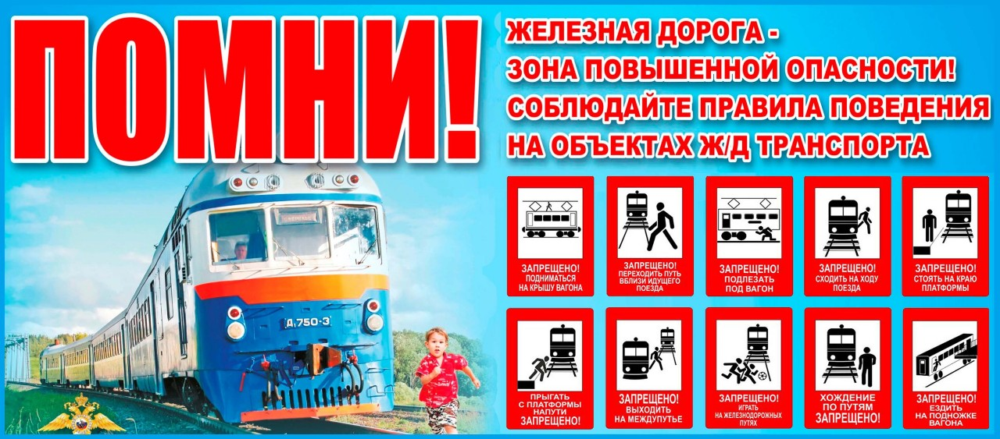 ПОМНИ!
ЖЕЛЕЗНАЯ ДОРОГА -
ЗОНА ПОВЫШЕННОЙ ОПАСНОСТИ!
СОБЛЮДАЙТЕ ПРАВИЛА ПОВЕДЕНИЯ
НА ОБЪЕКТАХ Ж/Д ТРАНСПОРТА
Д1750-3
ЗАПРЕЩЕНО!
ПОДНИМАТЬСЯ
НА КРЫШУ ВАГОНА
ЗАПРЕЩЕНО!
ПЕРЕХОДИТЬ ПУТЬ
ВБЛИЗИ ИДУЩЕГО
ПОЕЗДА
ЗАПРЕЩЕНО!
ПОДЛЕЗАТЬ
ПОД ВАГОН
ЗАПРЕЩЕНО!
СХОДИТЬ НА ХОДУ
ПОЕЗДА
ЗАПРЕЩЕНО!
СТОЯТЬ НА КРАЮ
ПЛАТФОРМЫ
ПРЫГАТЬ
С ПЛАТФОРМЫ
НАПУТИ
ЗАПРЕЩЕНО!
ЗАПРЕЩЕНО!
ВЫХОДИТЬ
НА МЕЖДУПУТЬЕ
ЗАПРЕЩЕНО!
ИГРАТЬ
НА ЖЕЛЕЗНОДОРОЖНЫХ
ПУТЯХ
ХОЖДЕНИЕ
ПО ПУТЯМ
ЗАПРЕЩЕНО!
ЗАПРЕЩЕНО!
ЕЗДИТЬ
НА ПОДНОЖКЕ
ВАГОНА